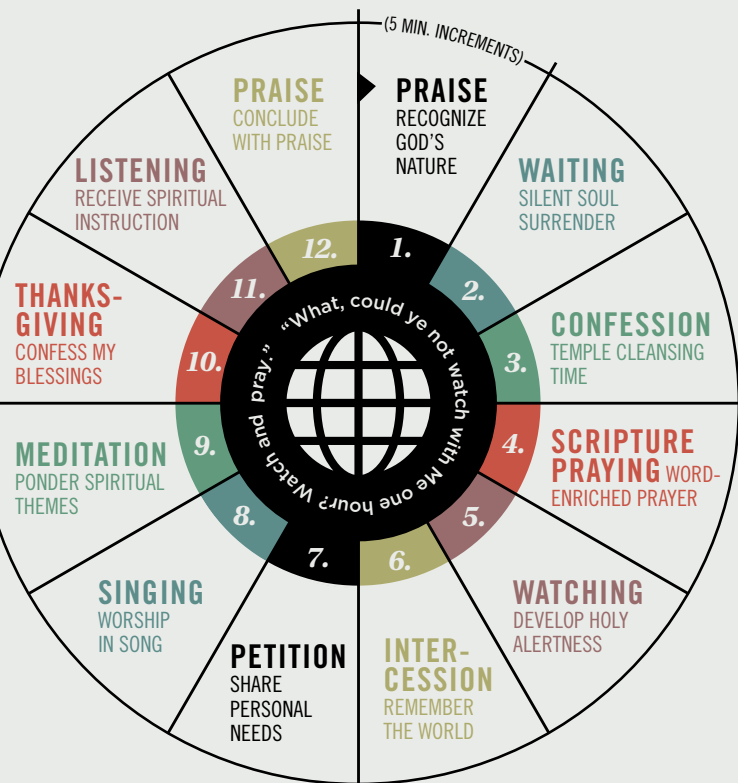 (5 MIN. INCREMENTS)
1.
PRAISE
RECOGNIZE
GOD'S
NATURE
2.
WAITING
SILENT SOUL
SURRENDER
3.
CONFESSION
TEMPLE CLEANSING
TIME
4.
SCRIPTURE
PRAYING WORD-
ENRICHED PRAYER
5.
WATCHING
DEVELOP HOLY
ALERTNESS
6.
INTER-
CESSION
REMEMBER
THE WORLD
7.
PETITION
SHARE
PERSONAL
NEEDS
8.
SINGING
WORSHIP
IN SONG
9.
MEDITATION
PONDER SPIRITUAL
THEMES
10.
THANKS-
GIVING
CONFESS MY
BLESSINGS
11.
LISTENING
RECEIVE SPIRITUAL
INSTRUCTION
12.
PRAISE
CONCLUDE
WITH PRAISE
“What, could ye not watch with Me one hour? Watch and pray.”